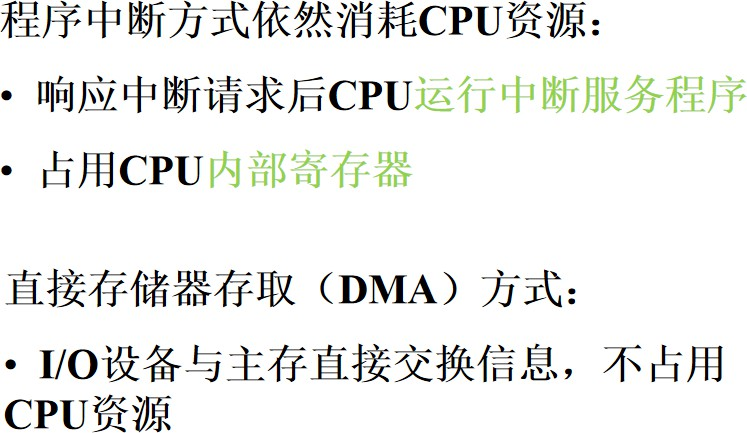 程序中断方式依然消耗CPU资源：
• 响应中断请求后CPU运行中断服务程序
• 占用CPU内部寄存器
直接存储器存取（DMA）方式：
• I/O设备与主存直接交换信息，不占用
CPU资源